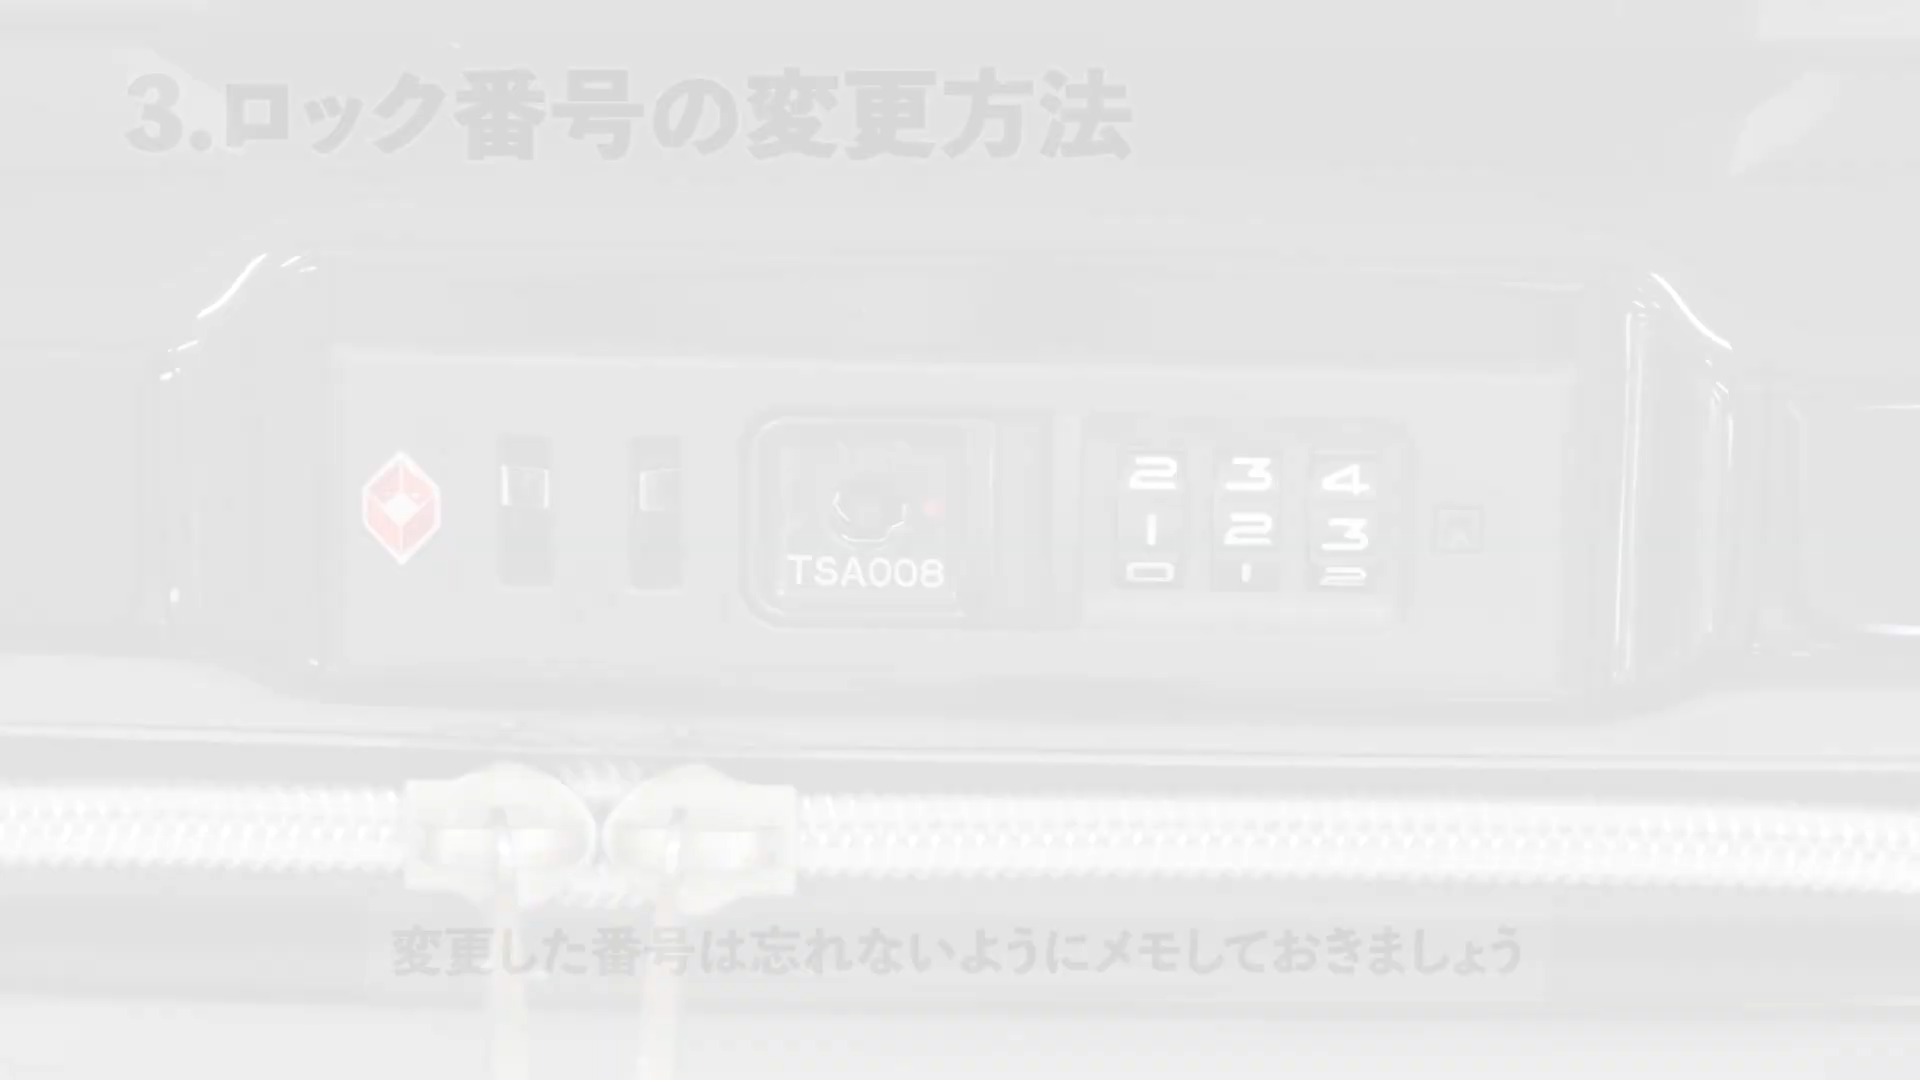 3.ロック番号の変更方法
2 3 4
1 2 3
0 1 2
TSA008
変更した番号は忘れないようにメモしておきましょう